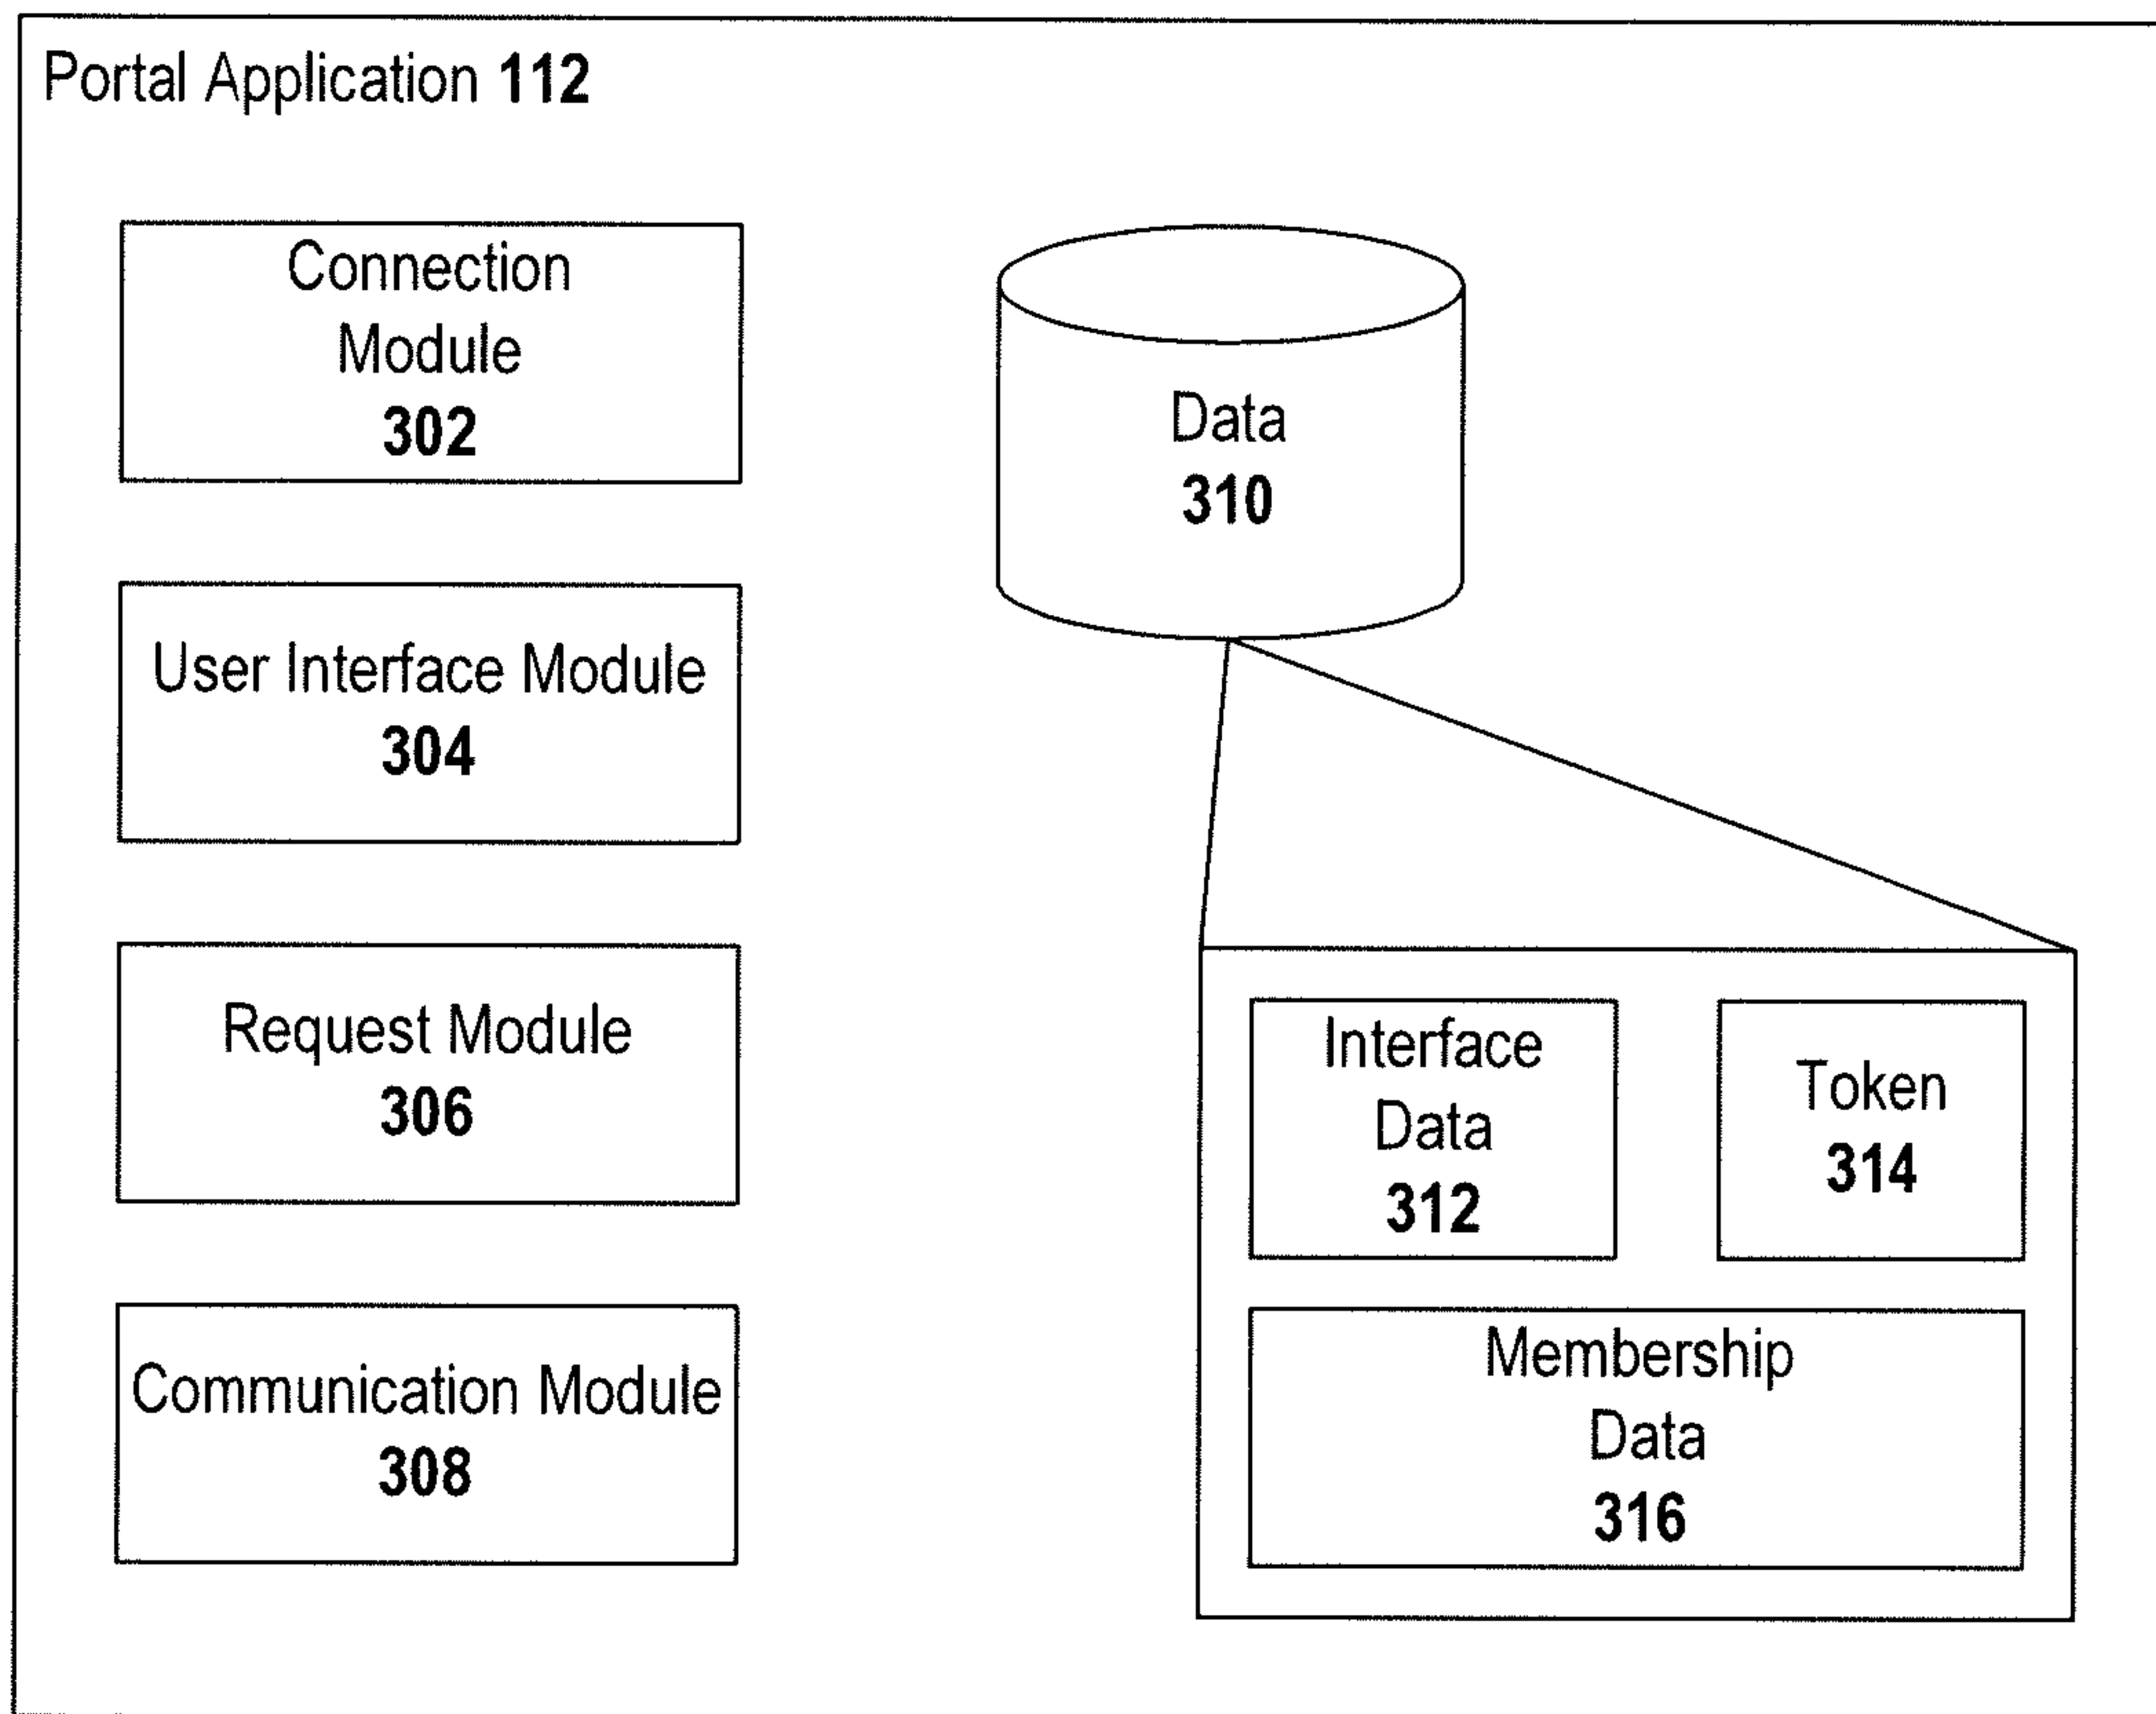 Portal Application 112
Connection
Module
302
User Interface Module
304
Request Module
306
Communication Module
308
Data
310
Interface
Data
312
Token
314
Membership
Data
316